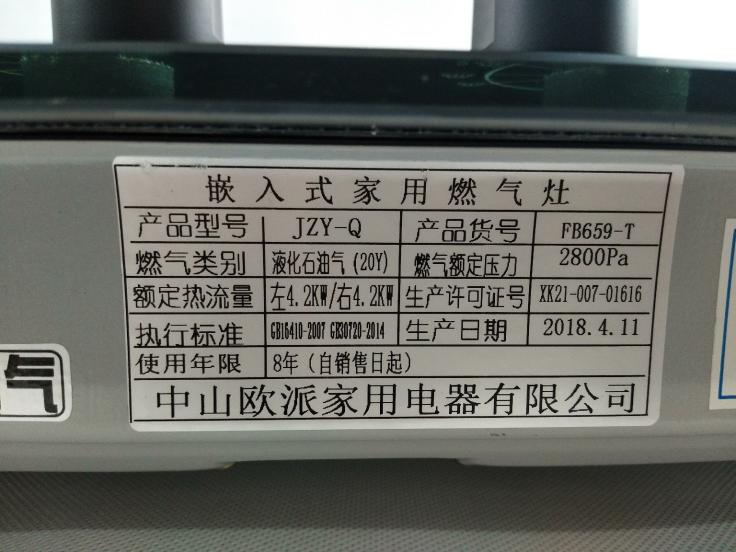 嵌入式家用燃气灶
产品型号 JZY-Q 产品货号 FB659-T
燃气类别 液化石油气(20Y) 燃气额定压力 2800Pa
额定热流量 左4.2KW/右4.2KW 生产许可证号 XK21-007-01616
执行标准 GB16410-2007 GB30720-2014 生产日期 2018.4.11
使用年限 8年(自销售日起)
中山欧派家用电器有限公司
气